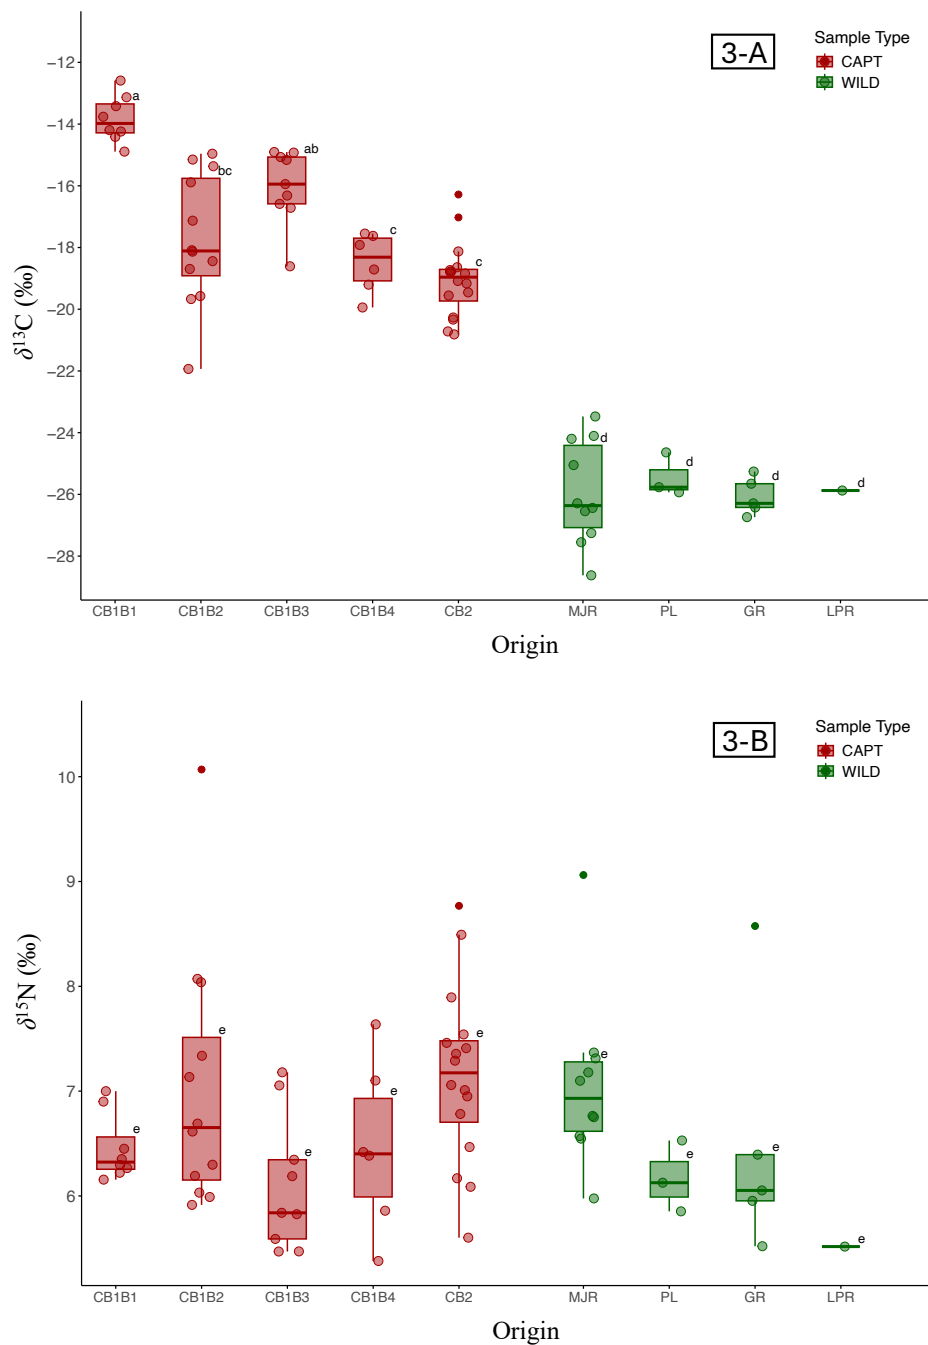 3-A
Sample Type
CAPT
WILD
δ13C (‰)
−12
−14
−16
−18
−20
−22
−24
−26
−28
a
bc
ab
c
c
d
d
d
d
CB1B1 CB1B2 CB1B3 CB1B4 CB2 MJR PL GR LPR
Origin
3-B
Sample Type
CAPT
WILD
δ15N (‰)
10
9
8
7
6
e
e
e
e
e
e
e
e
e
CB1B1 CB1B2 CB1B3 CB1B4 CB2 MJR PL GR LPR
Origin